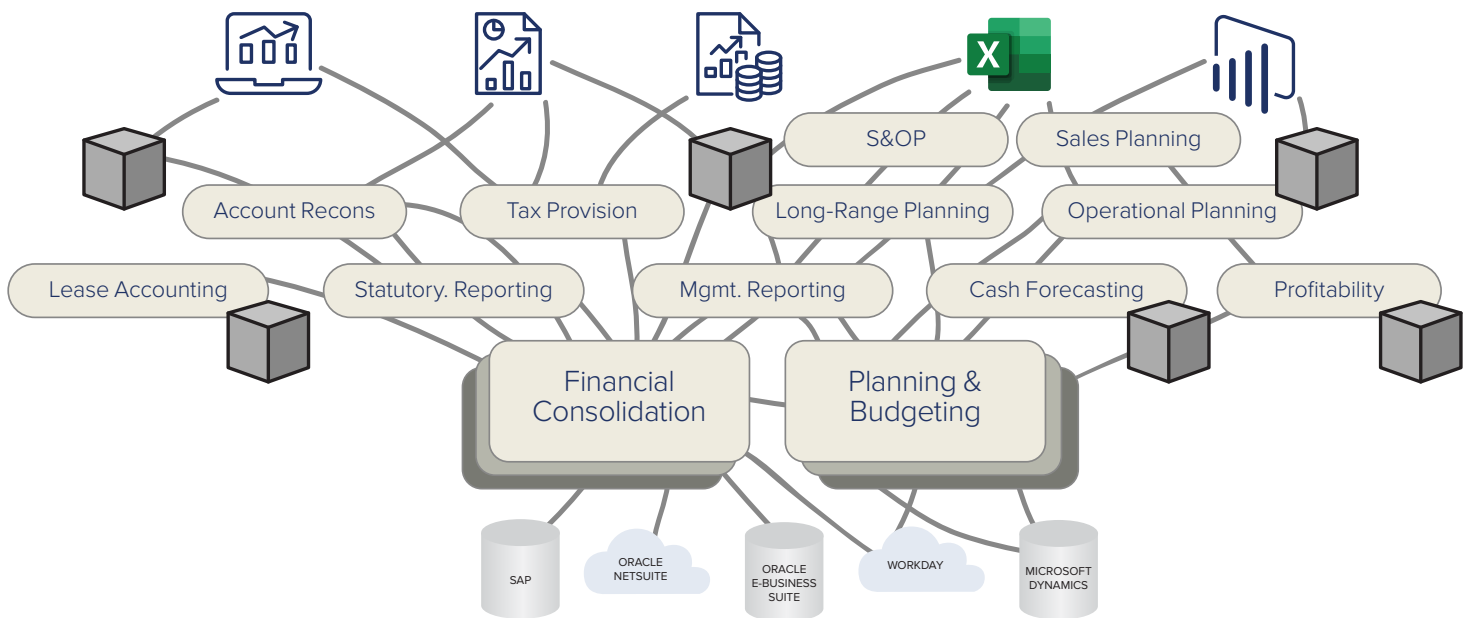 X
S&OP
Sales Planning
Account Recons
Tax Provision
Long-Range Planning
Operational Planning
Lease Accounting
Statutory. Reporting
Mgmt. Reporting
Cash Forecasting
Profitability
Financial
Consolidation
Planning &
Budgeting
SAP
ORACLE
NETSUITE
ORACLE
E-BUSINESS
SUITE
WORKDAY
MICROSOFT
DYNAMICS